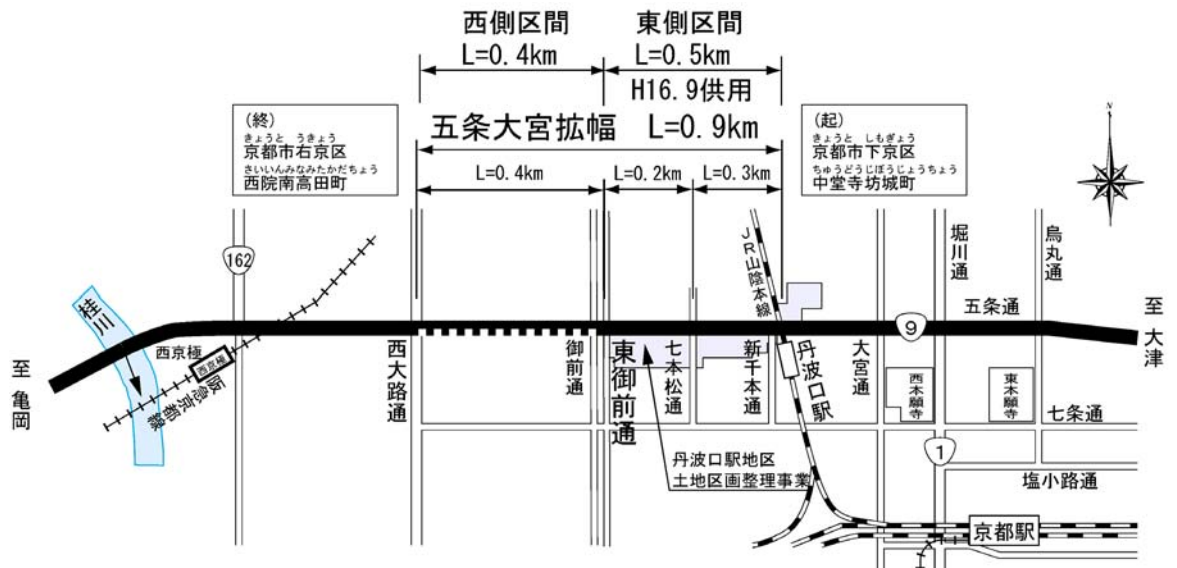 西側区間
L=0.4km
東側区間
L=0.5km
H16.9供用
五条大宮拡幅 L=0.9km
L=0.4km
L=0.2km
L=0.3km
(終)
きょうと うきょう
京都市右京区
さいいんみなみたかだちょう
西院南高田町
(起)
きょうと しもぎょう
京都市下京区
ちゅうどうじぼうじょうちょう
中堂寺坊城町
N
162
桂川
至 亀岡
西京極
西京極
阪急京都線
西大路通
御前通
東御前通
七本松通
新千本通
JR山陰本線
丹波口駅
大宮通
9
堀川通
烏丸通
五条通
至 大津
西本願寺
東本願寺
七条通
1
塩小路通
丹波口駅地区
土地区画整理事業
京都駅